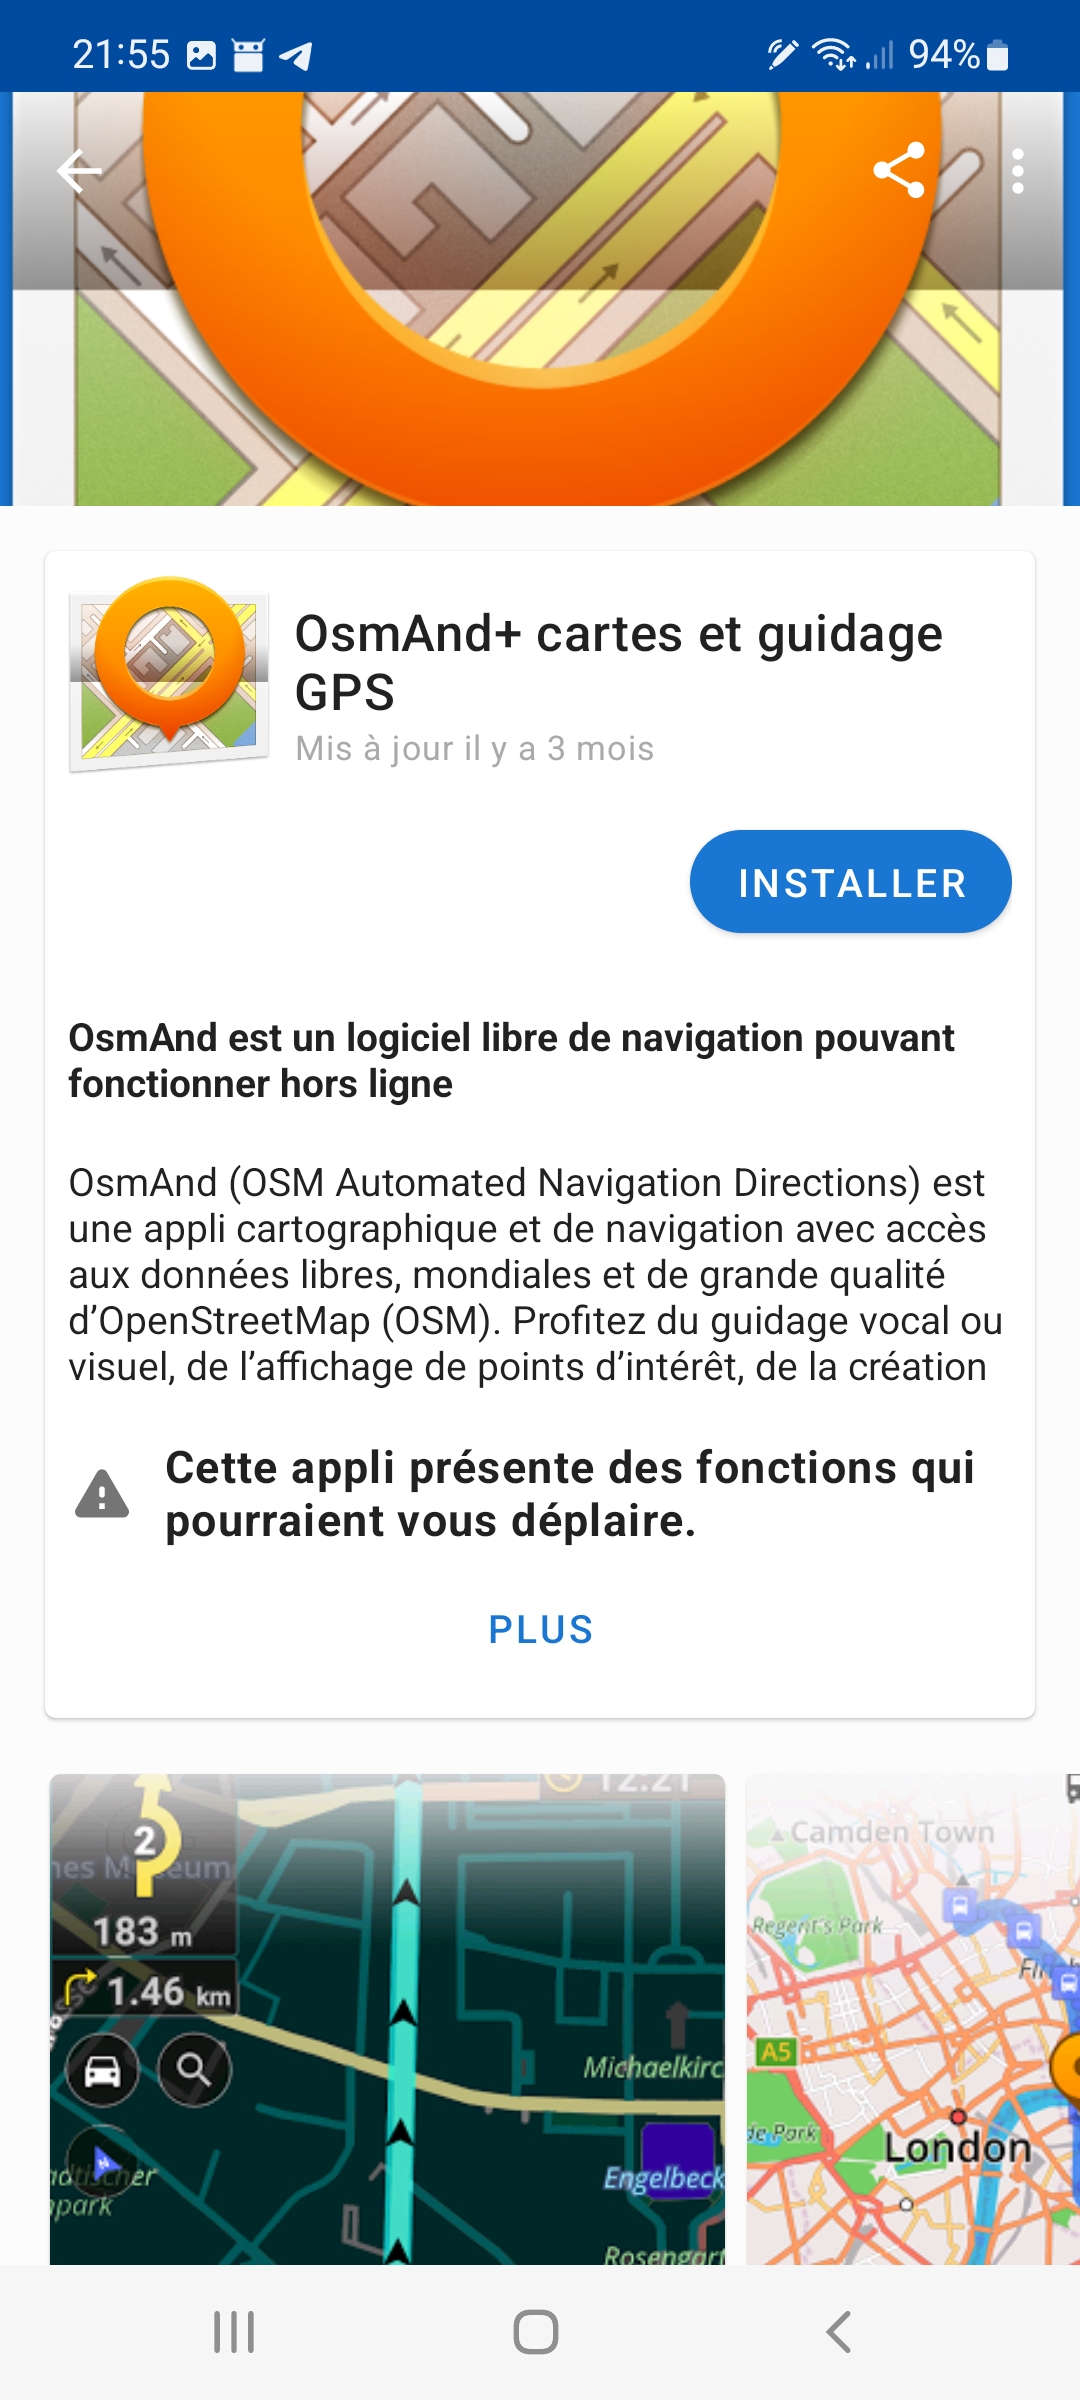 21:55
94%
OsmAnd+ cartes et guidage
GPS
Mis à jour il y a 3 mois
INSTALLER
OsmAnd est un logiciel libre de navigation pouvant
fonctionner hors ligne
OsmAnd (OSM Automated Navigation Directions) est
une appli cartographique et de navigation avec accès
aux données libres, mondiales et de grande qualité
d’OpenStreetMap (OSM). Profitez du guidage vocal ou
visuel, de l’affichage de points d’intérêt, de la création
Cette appli présente des fonctions qui
pourraient vous déplaire.
PLUS
12:21
2
183 m
1.46 km
Michaelkirc
N
Engelbeck
park
Rosengart
Camden Town
Regent's Park
A5
de Park
London